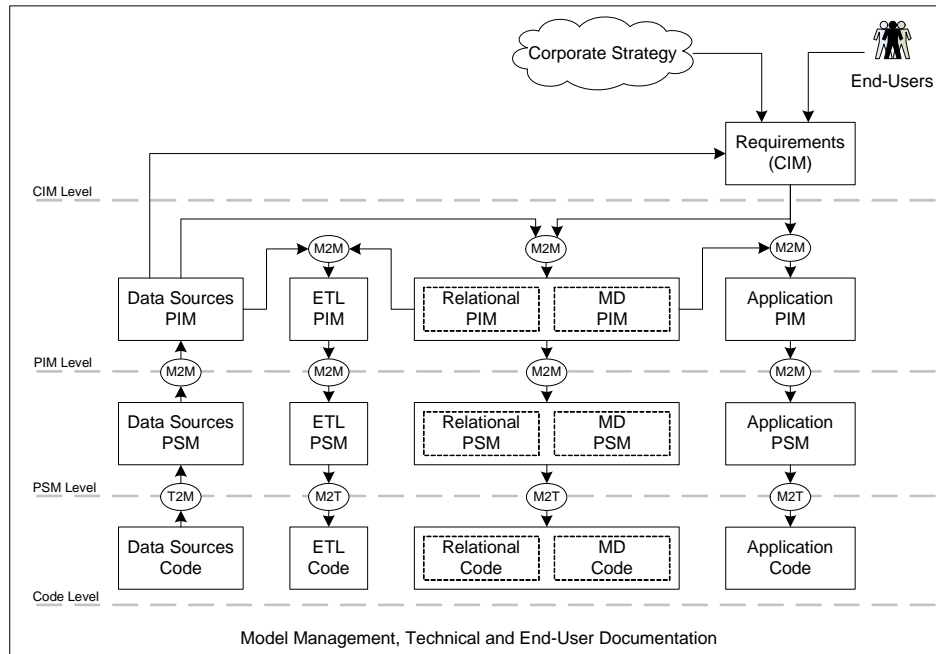 Corporate Strategy
End-Users
Requirements
(CIM)
CIM Level
M2M
M2M
M2M
Data Sources
PIM
ETL
PIM
Relational
PIM
MD
PIM
Application
PIM
PIM Level
M2M
M2M
M2M
M2M
Data Sources
PSM
ETL
PSM
Relational
PSM
MD
PSM
Application
PSM
PSM Level
T2M
M2T
M2T
M2T
Data Sources
Code
ETL
Code
Relational
Code
MD
Code
Application
Code
Code Level
Model Management, Technical and End-User Documentation